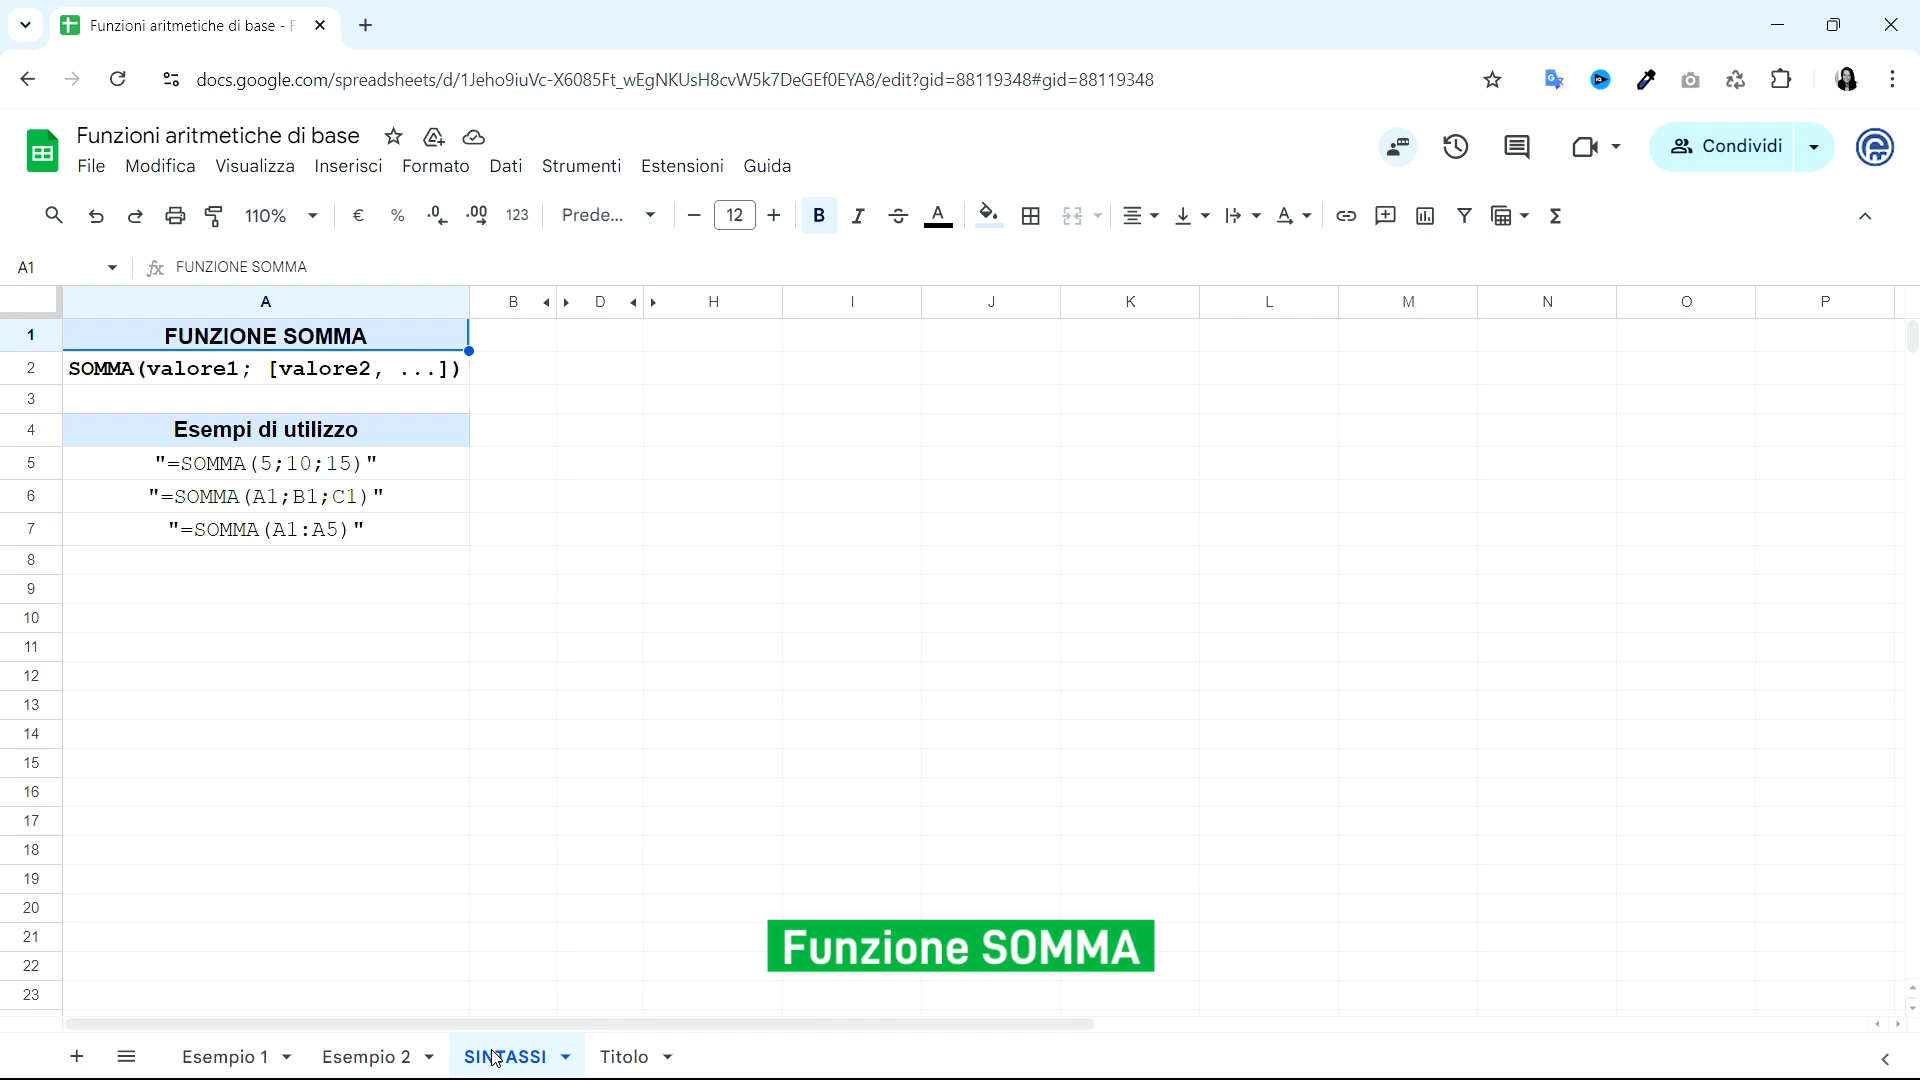 Funzioni aritmetiche di base - F
docs.google.com/spreadsheets/d/1Jeho9iuVc-X6085Ft_wEgNKUsH8cvW5k7DeGEf0EYA8/edit?gid=88119348#gid=88119348
Funzioni aritmetiche di base
File Modifica Visualizza Inserisci Formato Dati Strumenti Estensioni Guida
Condividi
110% € % .0 .00 123 Prede... 12 B I A Σ
A1 fx FUNZIONE SOMMA
A B D H I J K L M N O P
1 FUNZIONE SOMMA
2 SOMMA(valore1; [valore2, ...])
3
4 Esempi di utilizzo
5 "=SOMMA(5;10;15)"
6 "=SOMMA(A1;B1;C1)"
7 "=SOMMA(A1:A5)"
8
9
10
11
12
13
14
15
16
17
18
19
20
21
22
23
Funzione SOMMA
Esempio 1 Esempio 2 SINTASSI Titolo